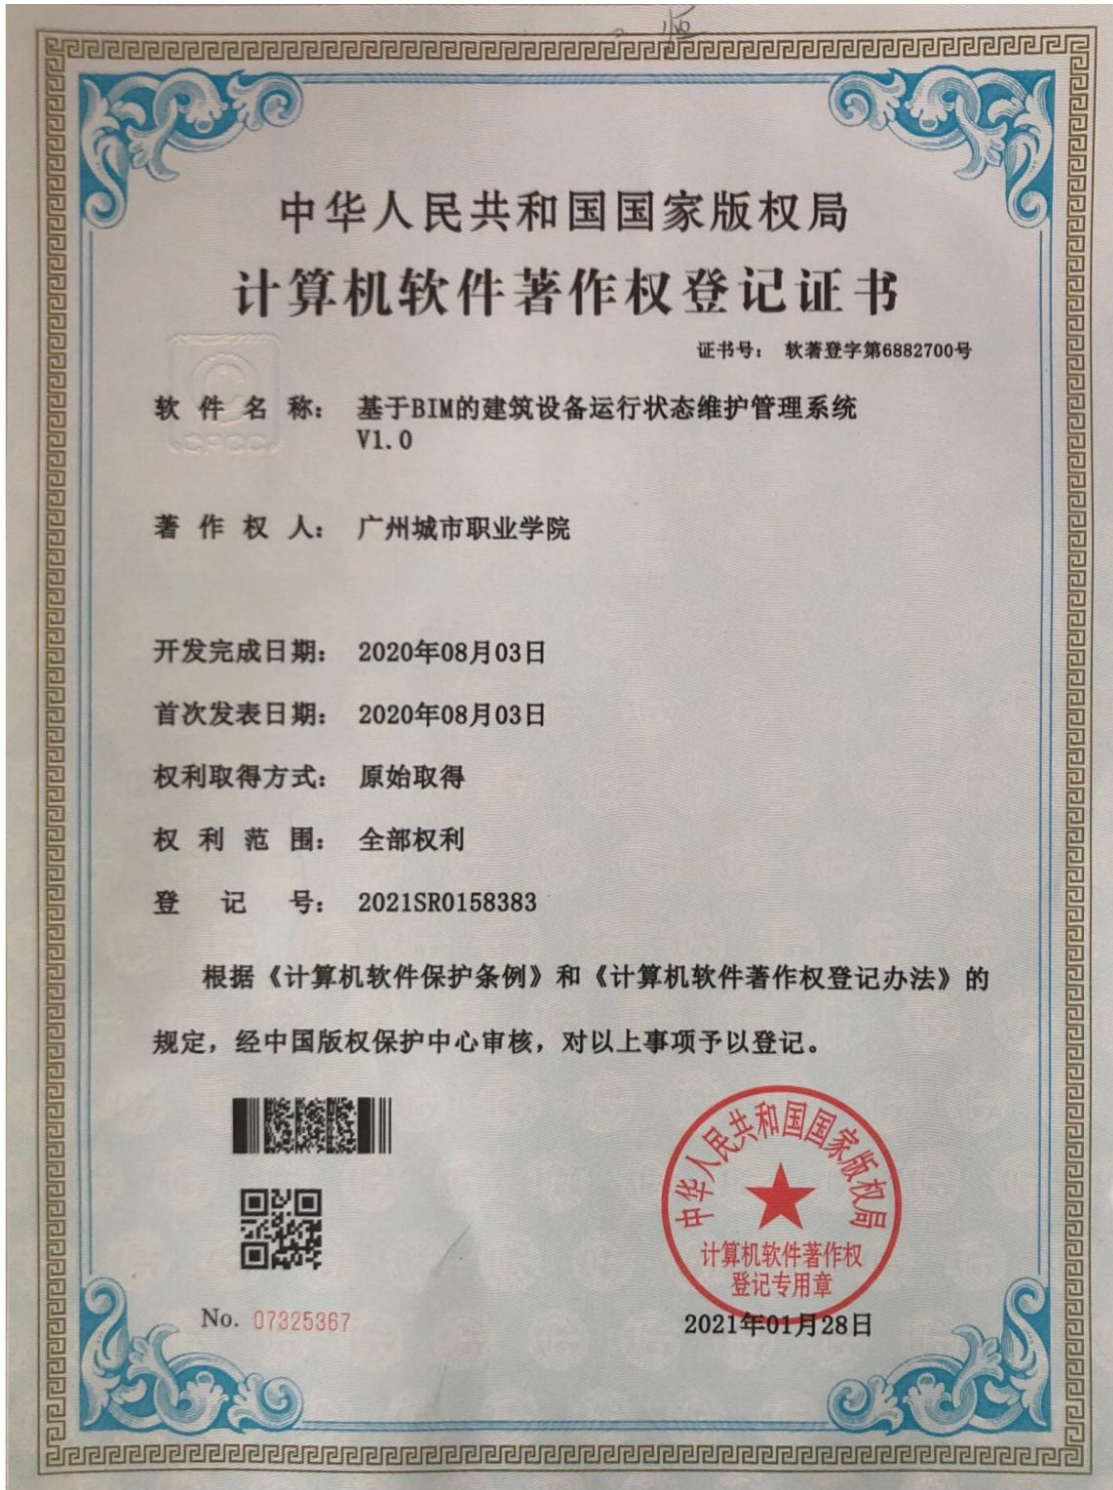 恒
中华人民共和国国家版权局
计算机软件著作权登记证书
证书号： 软著登字第6882700号
软件名称： 基于BIM的建筑设备运行状态维护管理系统
V1.0
CPCC
著作权人： 广州城市职业学院
开发完成日期： 2020年08月03日
首次发表日期： 2020年08月03日
权利取得方式： 原始取得
权利范围： 全部权利
登记号： 2021SR0158383
根据《计算机软件保护条例》和《计算机软件著作权登记办法》的
规定，经中国版权保护中心审核，对以上事项予以登记。
中华人民共和国国家版权局
计算机软件著作权
登记专用章
No. 07325367
2021年01月28日